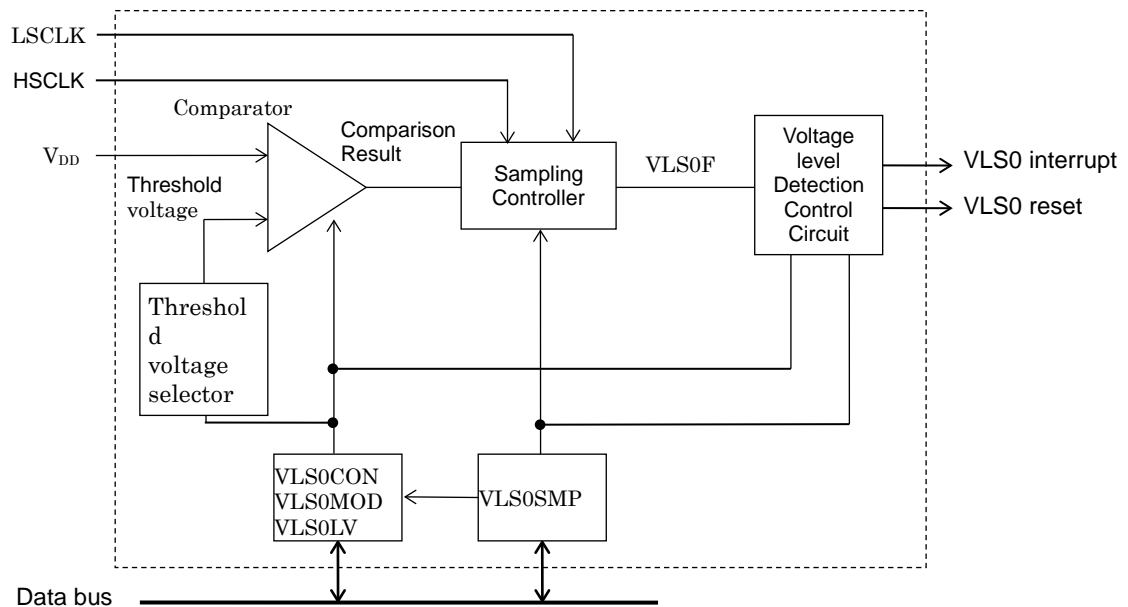 LSCLK
HSCLK
Comparator
Comparison
Result
V_DD
Threshold
voltage
Sampling
Controller
VLS0F
Voltage
level
Detection
Control
Circuit
VLS0 interrupt
VLS0 reset
Threshol
d
voltage
selector
VLS0CON
VLS0MOD
VLS0LV
VLS0SMP
Data bus